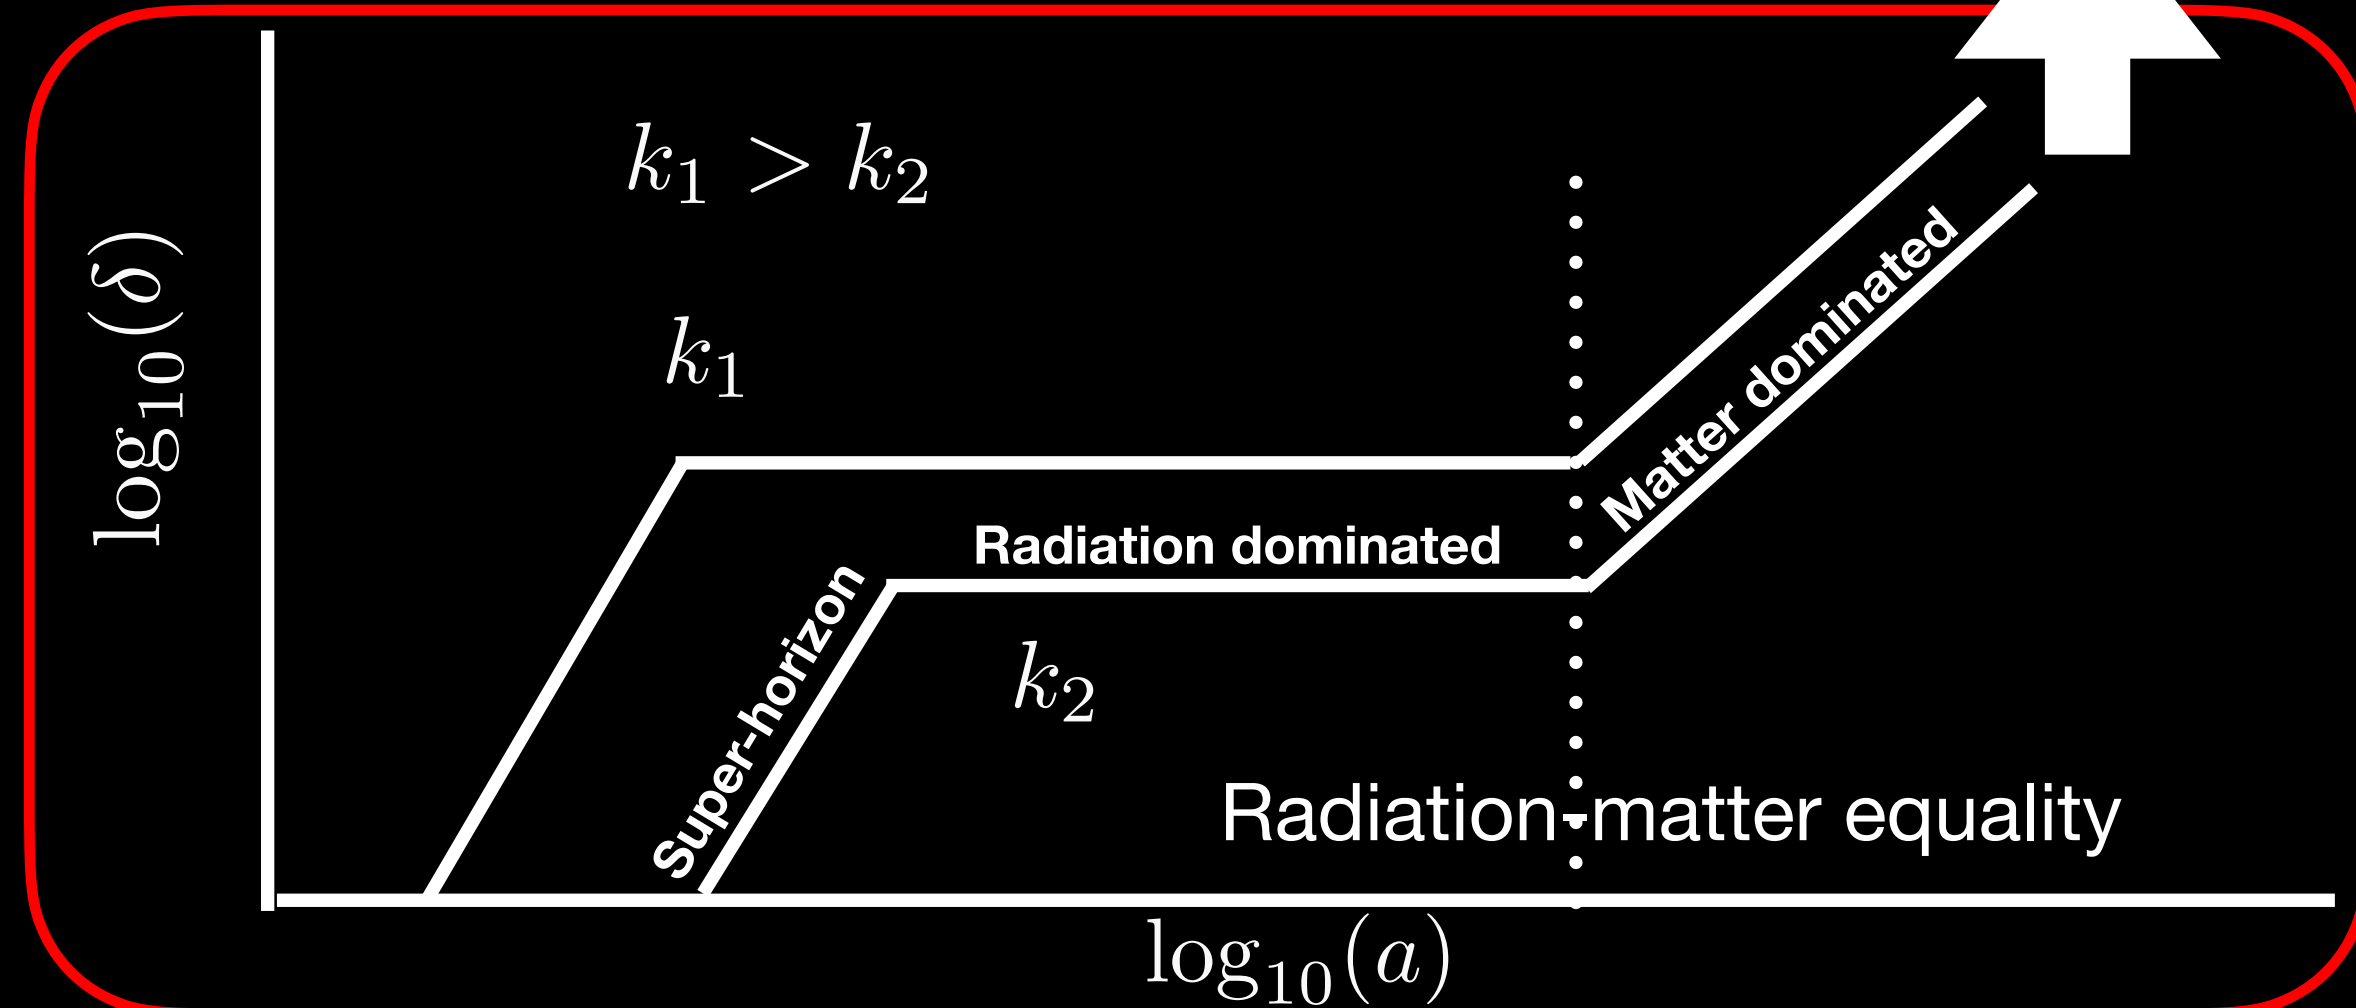 k₁ > k₂
log₁₀(δ)
k₁
Radiation dominated
Matter dominated
Super-horizon
k₂
Radiation-matter equality
log₁₀(a)